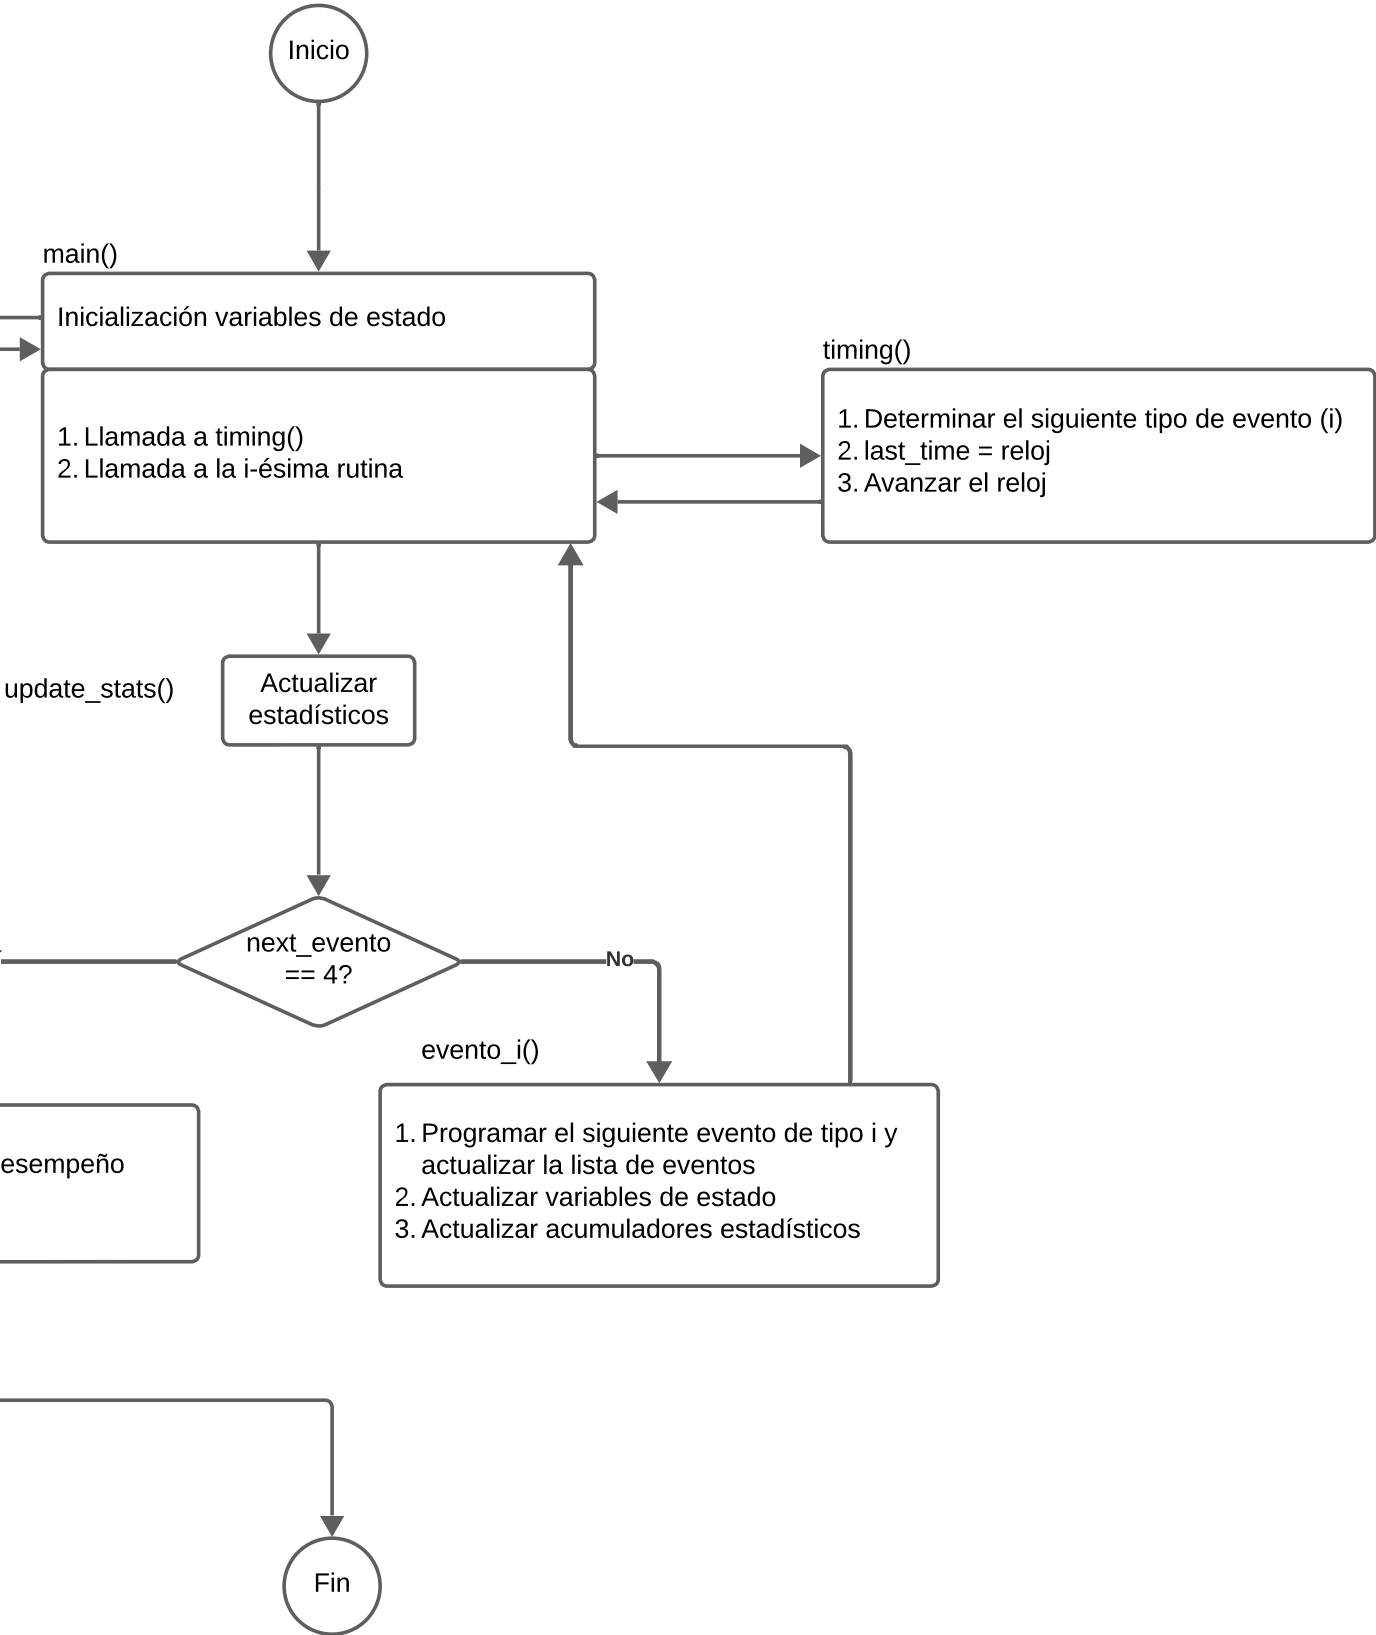 Inicio
main()
Inicialización variables de estado
timing()
1. Llamada a timing()
2. Llamada a la i-ésima rutina
1. Determinar el siguiente tipo de evento (i)
2. last_time = reloj
3. Avanzar el reloj
update_stats()
Actualizar
estadísticos
next_evento
== 4?
No
evento_i()
1. Programar el siguiente evento de tipo i y
actualizar la lista de eventos
2. Actualizar variables de estado
3. Actualizar acumuladores estadísticos
esempeño
Fin